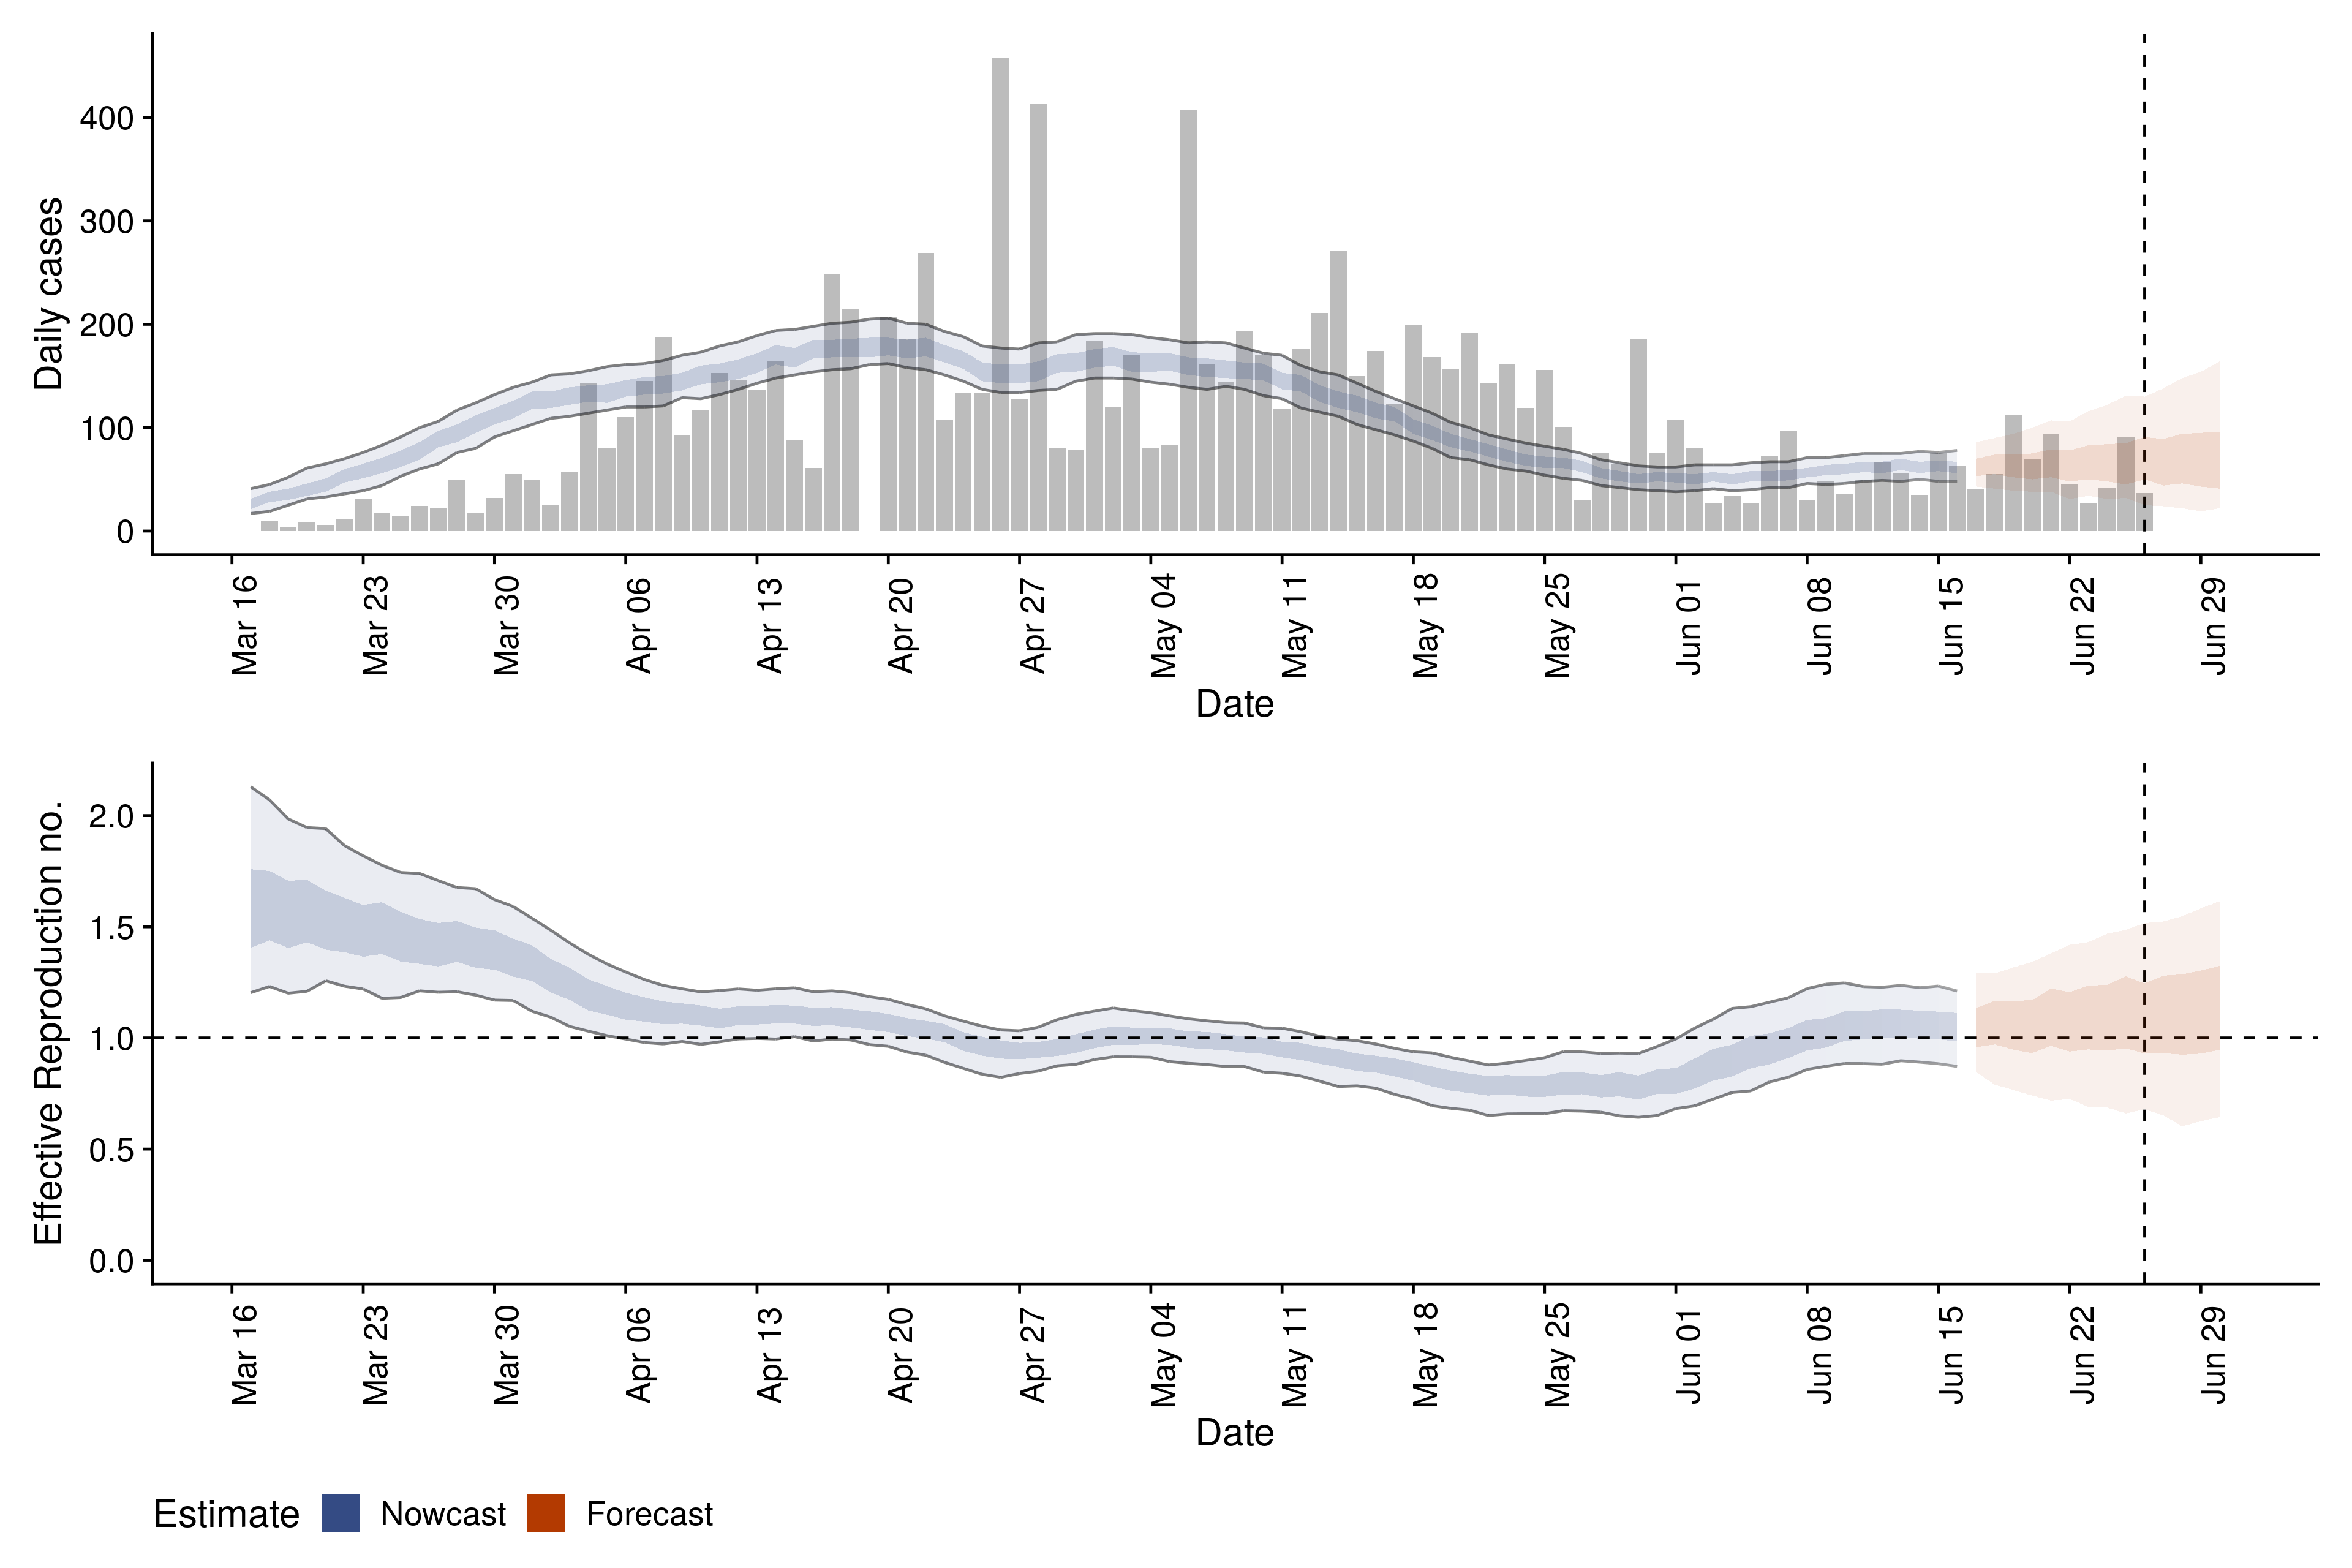 Daily cases
400
300
200
100
0
Mar 16
Mar 23
Mar 30
Apr 06
Apr 13
Apr 20
Apr 27
May 04
May 11
May 18
May 25
Jun 01
Jun 08
Jun 15
Jun 22
Jun 29
Date
Effective Reproduction no.
2.0
1.5
1.0
0.5
0.0
Mar 16
Mar 23
Mar 30
Apr 06
Apr 13
Apr 20
Apr 27
May 04
May 11
May 18
May 25
Jun 01
Jun 08
Jun 15
Jun 22
Jun 29
Date
Estimate Nowcast Forecast